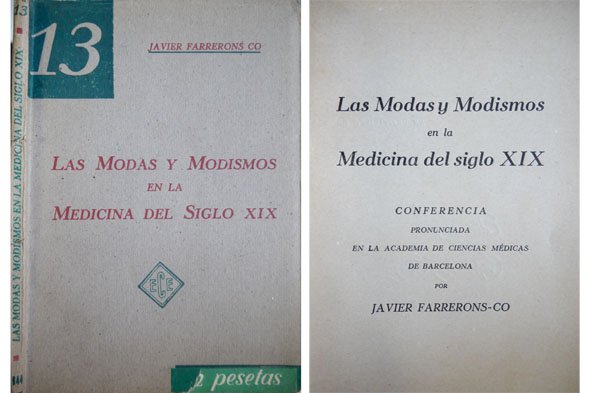 13
LAS MODAS Y MODISMOS EN LA MEDICINA DEL SIGLO XIX
13
JAVIER FARRERONS CO
LAS MODAS Y MODISMOS
EN LA
MEDICINA DEL SIGLO XIX
E
C
E
2 pesetas
Las Modas y Modismos
en la
Medicina del siglo XIX
CONFERENCIA
PRONUNCIADA
EN LA ACADEMIA DE CIENCIAS MÉDICAS
DE BARCELONA
POR
JAVIER FARRERONS-CO